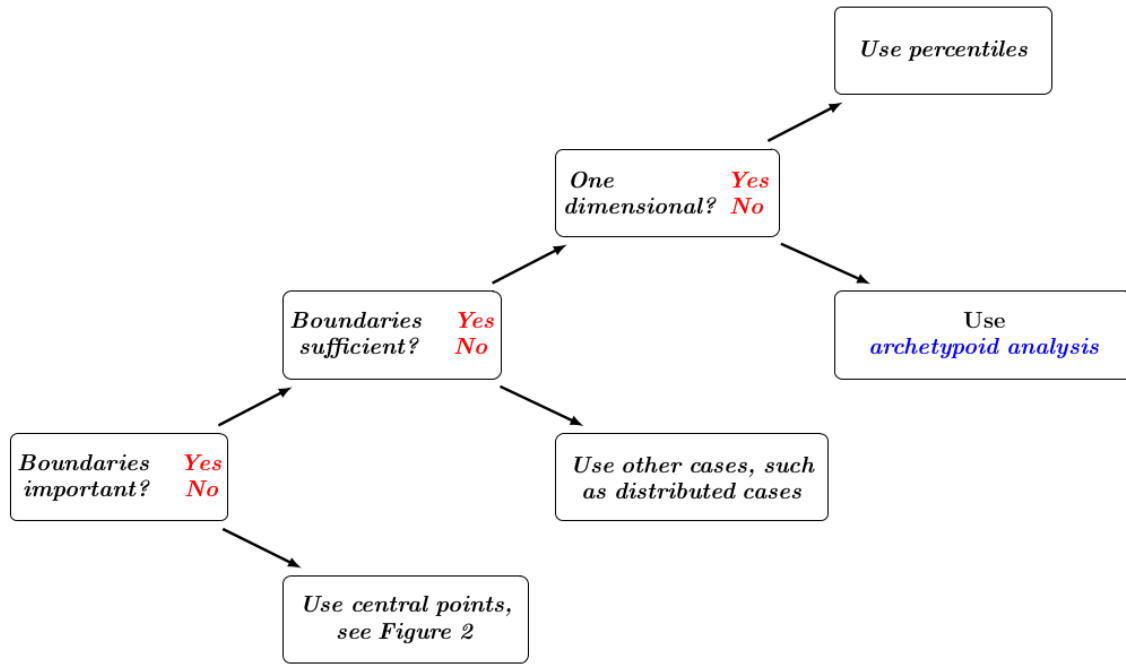 Use percentiles
One Yes
dimensional? No
Boundaries Yes
sufficient? No
Use
archetypoid analysis
Boundaries Yes
important? No
Use other cases, such
as distributed cases
Use central points,
see Figure 2